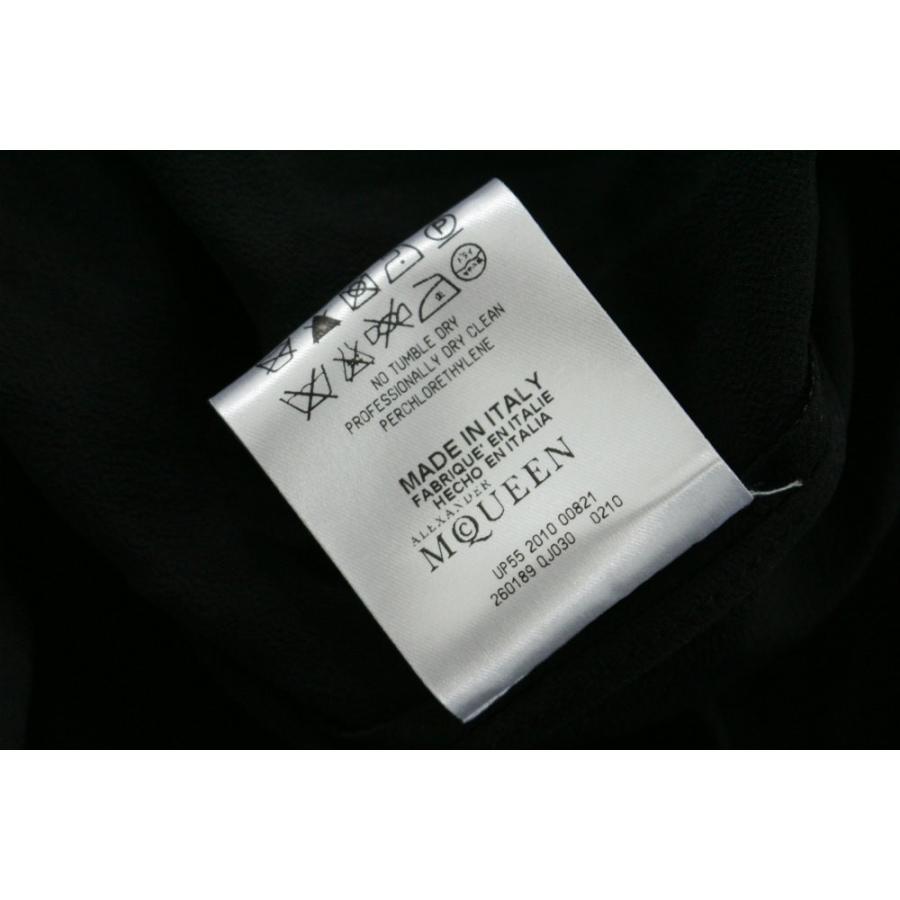 P
NO TUMBLE DRY
PROFESSIONALLY DRY CLEAN
PERCHLORETHYLENE
MADE IN ITALY
FABRIQUE' EN ITALIE
HECHO EN ITALIA
ALEXANDER
McQUEEN
UP55 2010 00821
260189 QJ030 0210